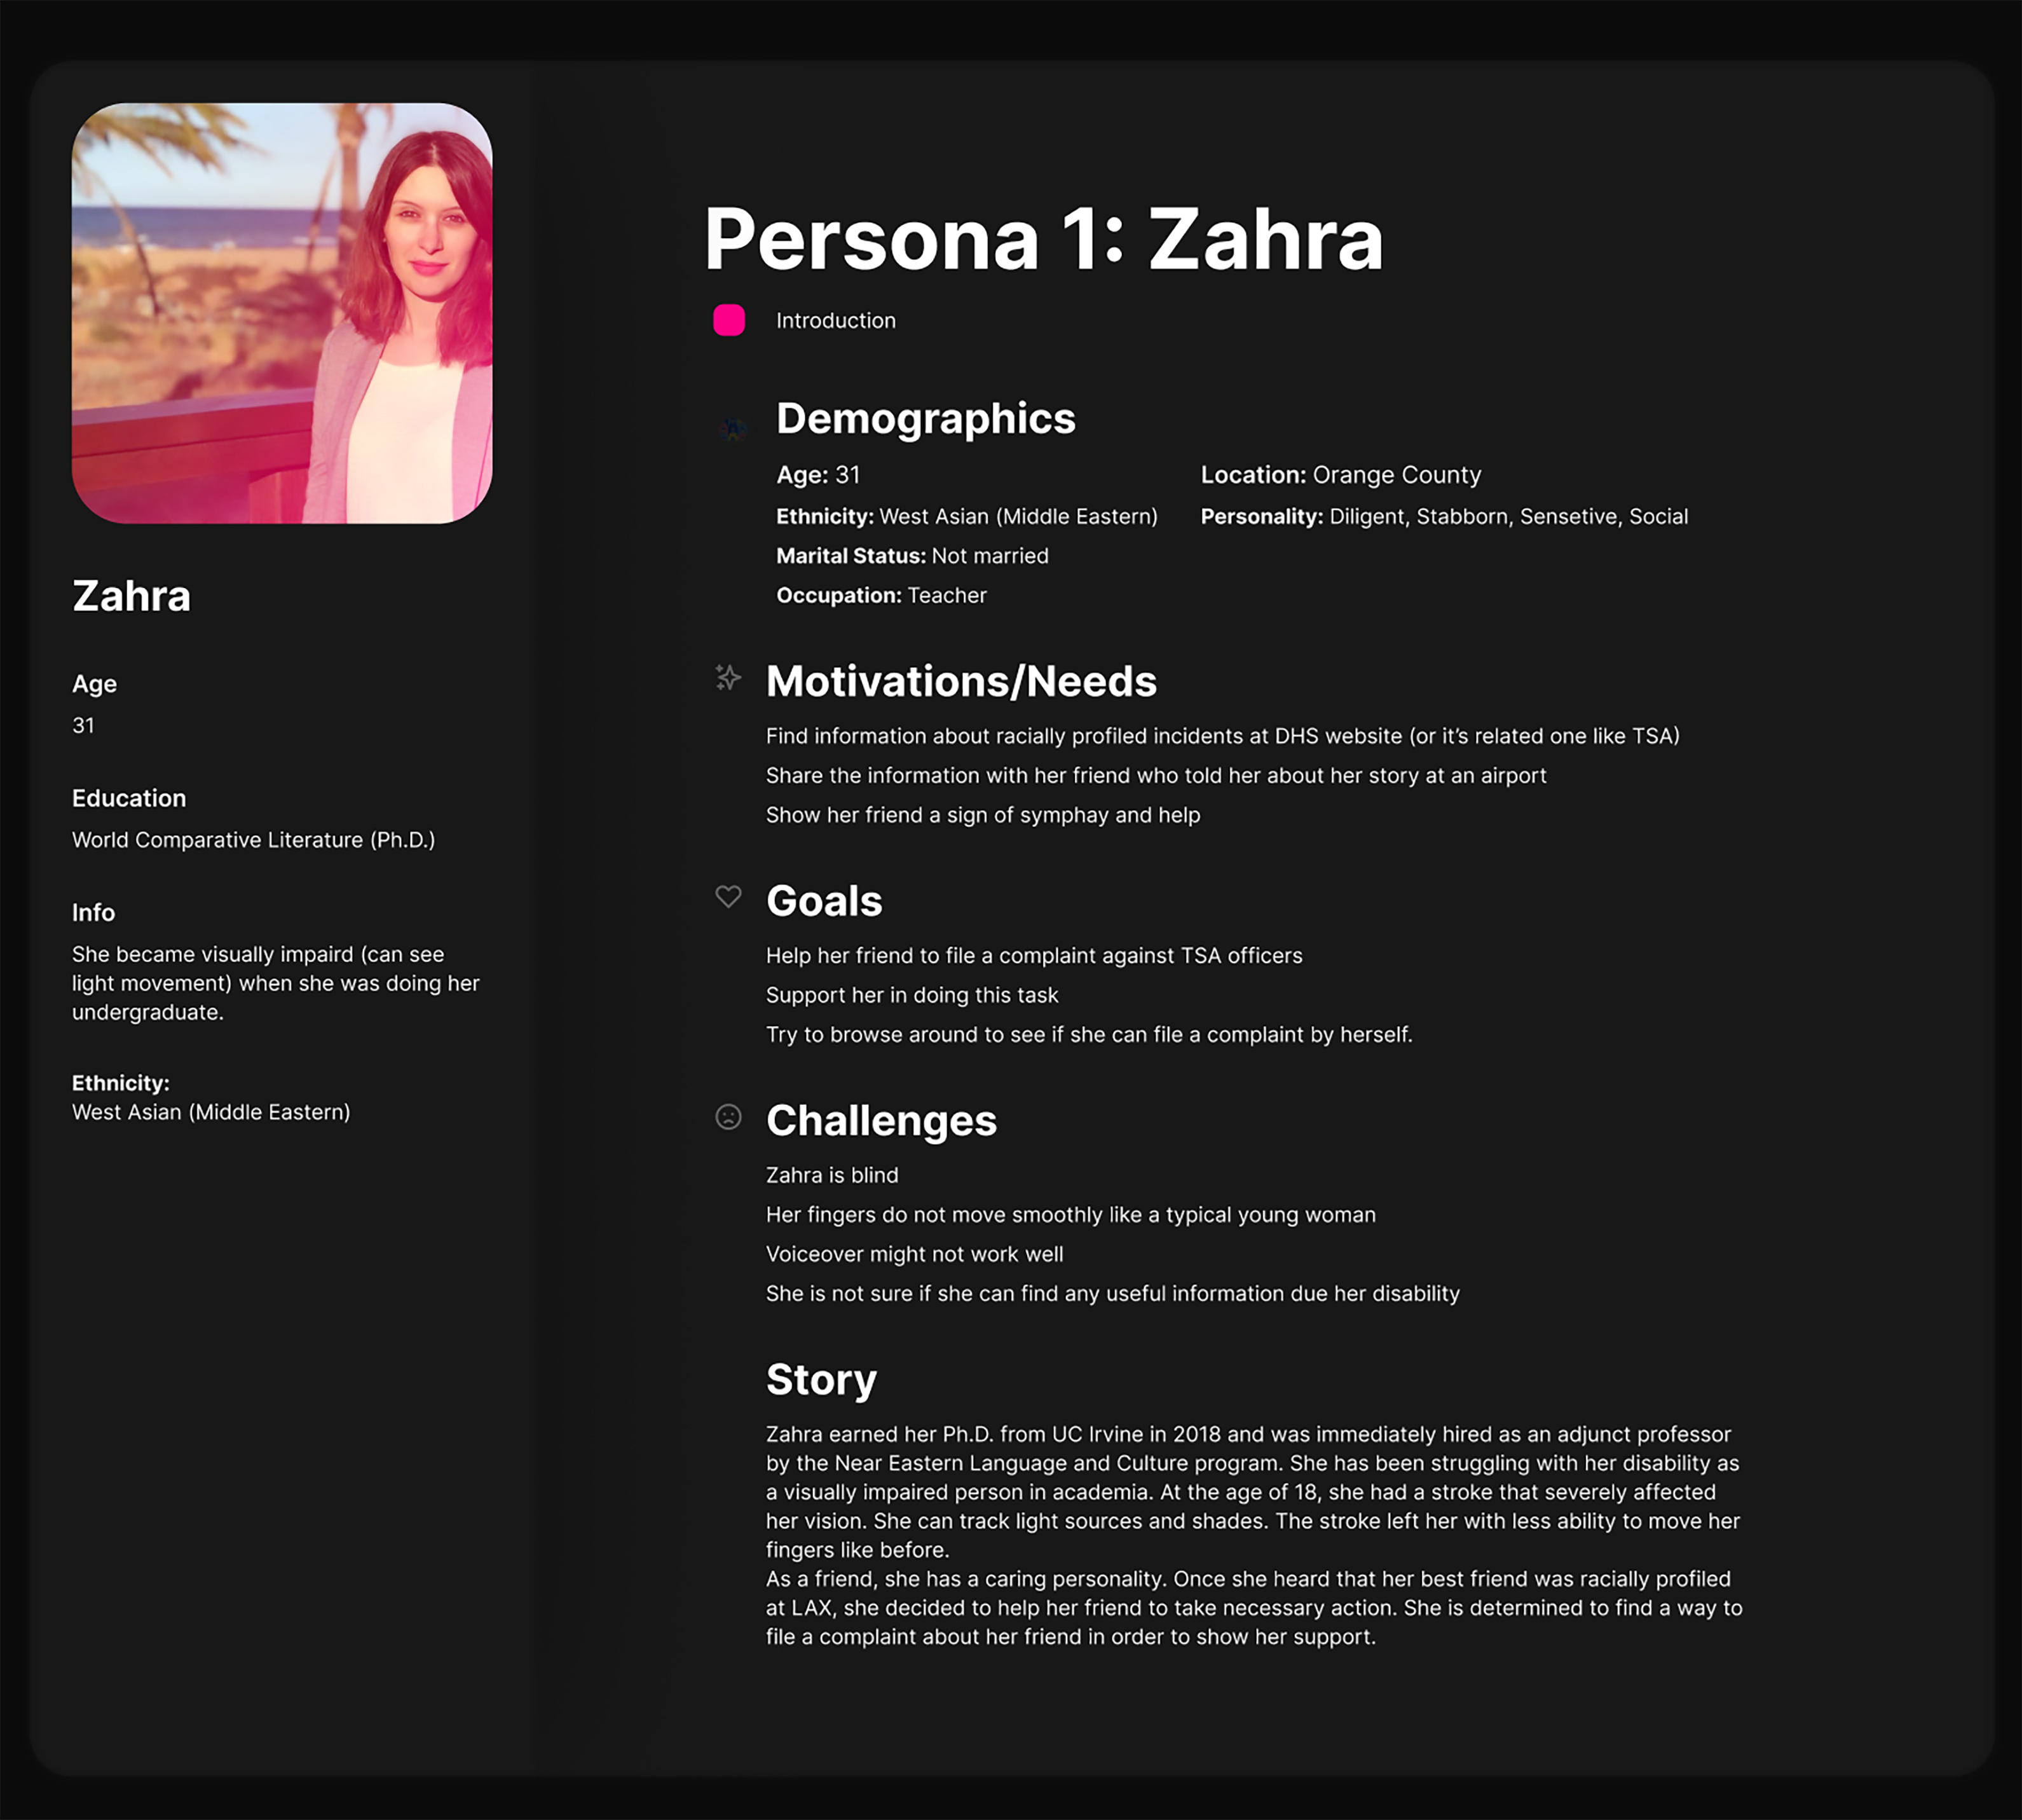 Zahra
Age
31
Education
World Comparative Literature (Ph.D.)
Info
She became visually impaird (can see
light movement) when she was doing her
undergraduate.
Ethnicity:
West Asian (Middle Eastern)
Persona 1: Zahra
Introduction
Demographics
Age: 31
Ethnicity: West Asian (Middle Eastern)
Marital Status: Not married
Occupation: Teacher
Location: Orange County
Personality: Diligent, Stabborn, Sensetive, Social
Motivations/Needs
Find information about racially profiled incidents at DHS website (or it's related one like TSA)
Share the information with her friend who told her about her story at an airport
Show her friend a sign of symphay and help
Goals
Help her friend to file a complaint against TSA officers
Support her in doing this task
Try to browse around to see if she can file a complaint by herself.
Challenges
Zahra is blind
Her fingers do not move smoothly like a typical young woman
Voiceover might not work well
She is not sure if she can find any useful information due her disability
Story
Zahra earned her Ph.D. from UC Irvine in 2018 and was immediately hired as an adjunct professor
by the Near Eastern Language and Culture program. She has been struggling with her disability as
a visually impaired person in academia. At the age of 18, she had a stroke that severely affected
her vision. She can track light sources and shades. The stroke left her with less ability to move her
fingers like before.
As a friend, she has a caring personality. Once she heard that her best friend was racially profiled
at LAX, she decided to help her friend to take necessary action. She is determined to find a way to
file a complaint about her friend in order to show her support.